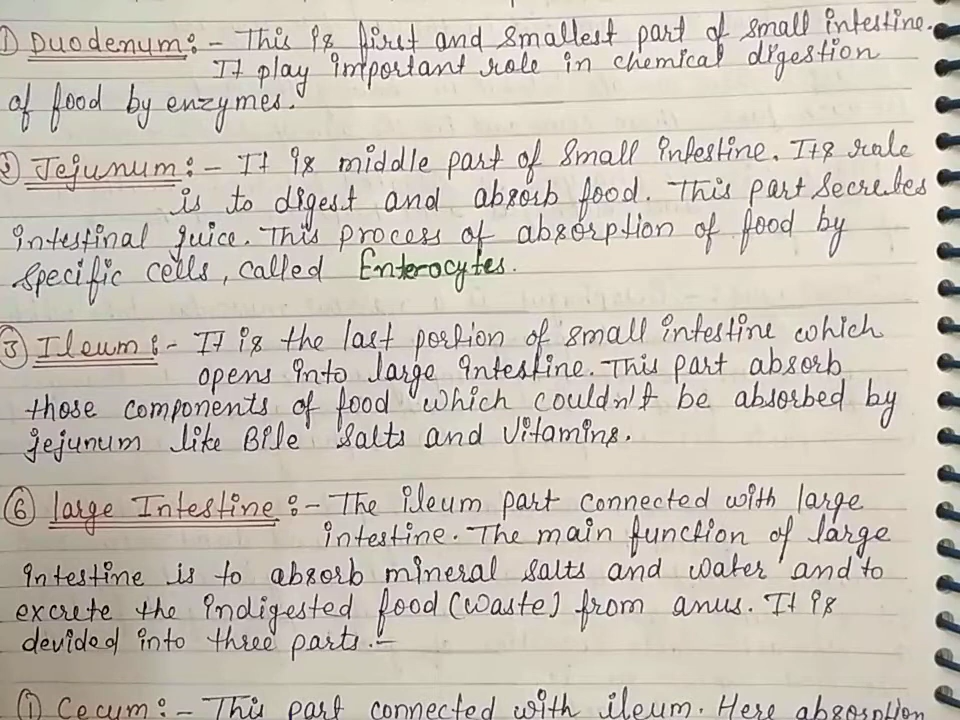 ① Duodenum:- This is first and smallest part of small intestine.
It play important role in chemical digestion
of food by enzymes.
② Jejunum:- It is middle part of small intestine. Its role
is to digest and absorb food. This part secretes
intestinal juice. This process of absorption of food by
specific cells, called Enterocytes.
③ Ileum:- It is the last portion of small intestine which
opens into large intestine. This part absorb
those components of food which couldn't be absorbed by
jejunum like Bile salts and Vitamins.
⑥ large Intestine:- The ileum part connected with large
intestine. The main function of large
intestine is to absorb mineral salts and water and to
excrete the indigested food (waste) from anus. It is
devided into three parts.-
① Cecum:- This part connected with ileum. Here absorption